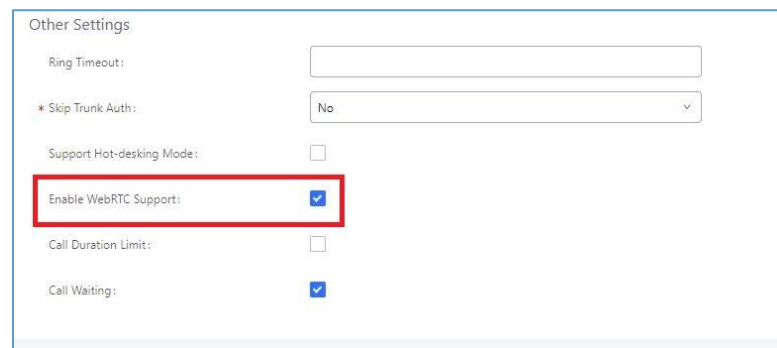 Other Settings
Ring Timeout:
* Skip Trunk Auth: No
Support Hot-desking Mode:
Enable WebRTC Support:
Call Duration Limit:
Call Waiting: